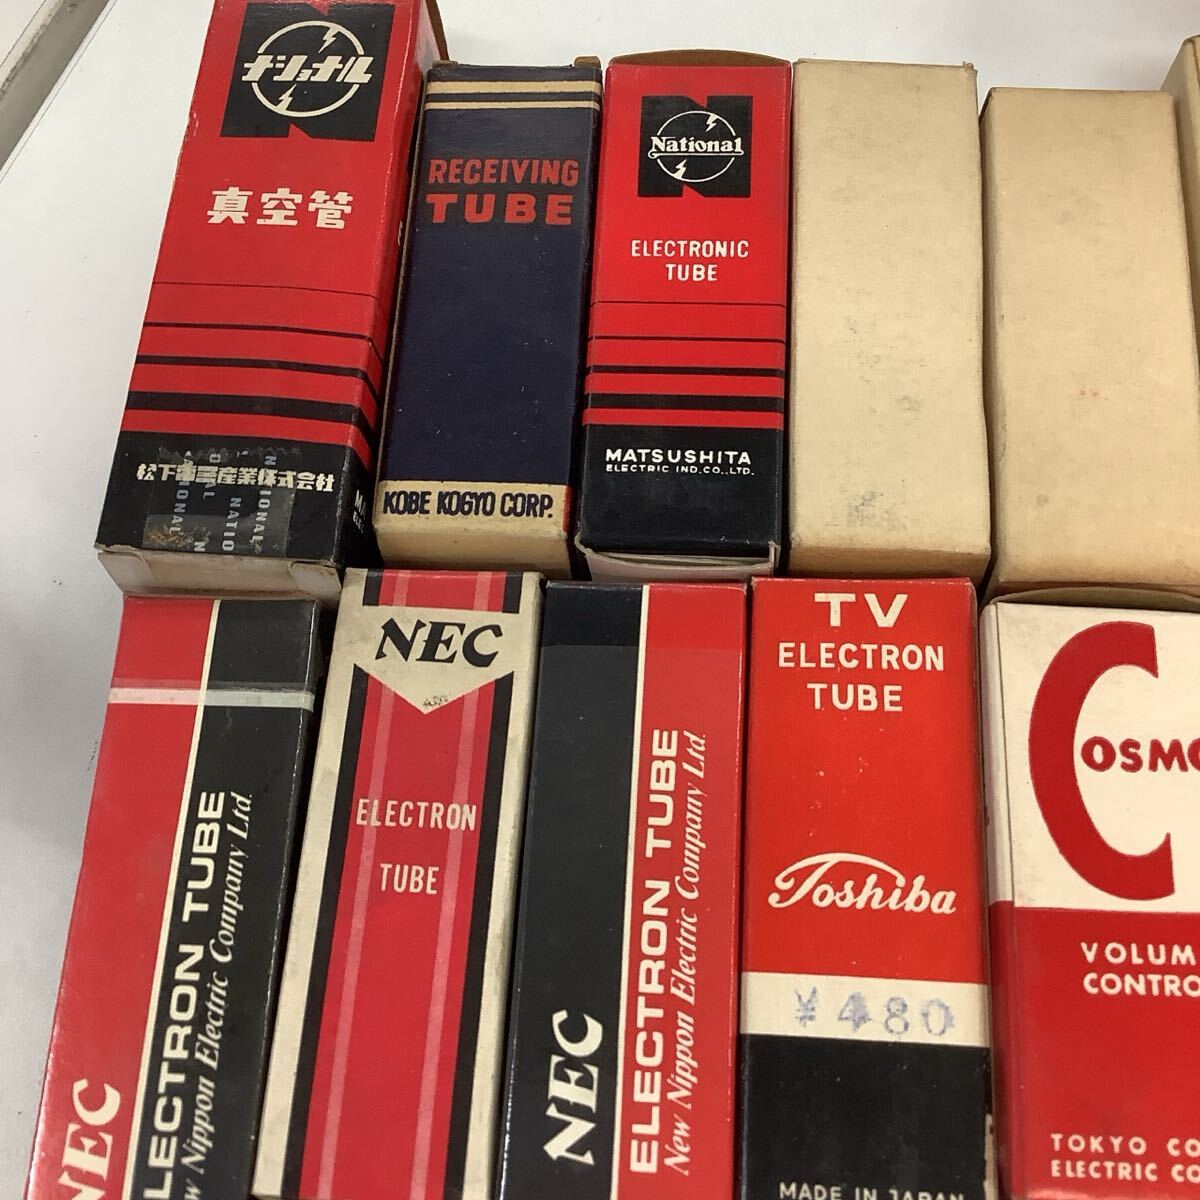 ナショナル
真空管
松下電器産業株式会社
RECEIVING
TUBE
KOBE KOGYO CORP.
National
ELECTRONIC
TUBE
MATSUSHITA
ELECTRIC IND.CO.,LTD.
NEC
ELECTRON TUBE
New Nippon Electric Company Ltd.
NEC
ELECTRON
TUBE
NEC
ELECTRON TUBE
New Nippon Electric Company Ltd.
TV
ELECTRON
TUBE
Toshiba
¥480
MADE IN JAPAN
COSMO
VOLUM
CONTRO
TOKYO CO
ELECTRIC CO